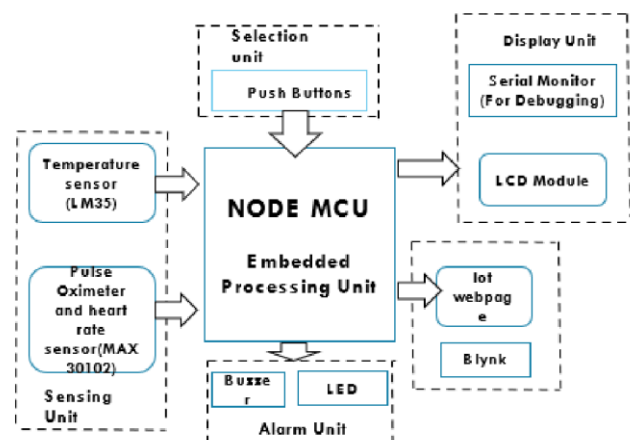 Selection
unit
Push Buttons
Display Unit
Serial Monitor
(For Debugging)
LCD Module
Temperature
sensor
(LM35)
Pulse
Oximeter
and heart
rate
sensor(MAX
30102)
Sensing
Unit
NODE MCU
Embedded
Processing Unit
Iot
webpag
e
Blynk
Buzze
r
LED
Alarm Unit